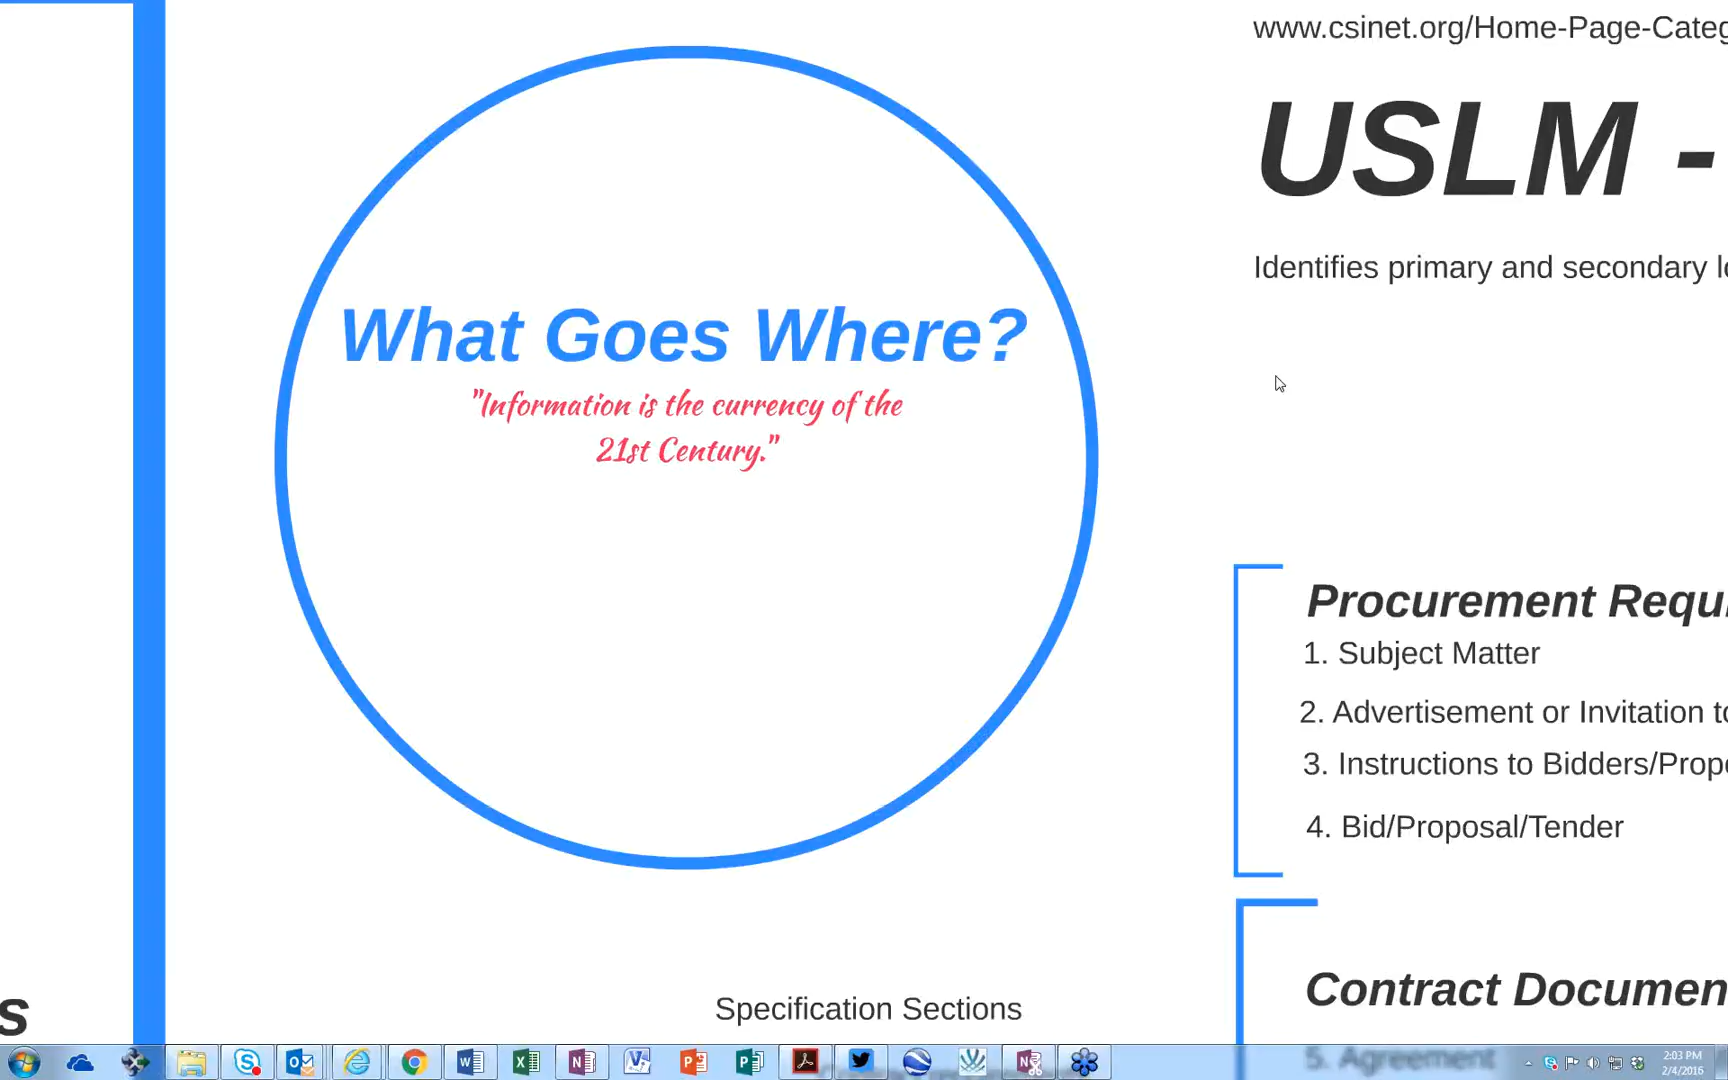 www.csinet.org/Home-Page-Categ
USLM -
Identifies primary and secondary le
What Goes Where?
"Information is the currency of the
21st Century."
Procurement Requi
1. Subject Matter
2. Advertisement or Invitation to
3. Instructions to Bidders/Propo
4. Bid/Proposal/Tender
Contract Documen
s
Specification Sections
5. Agreement
2:03 PM
2/4/2016